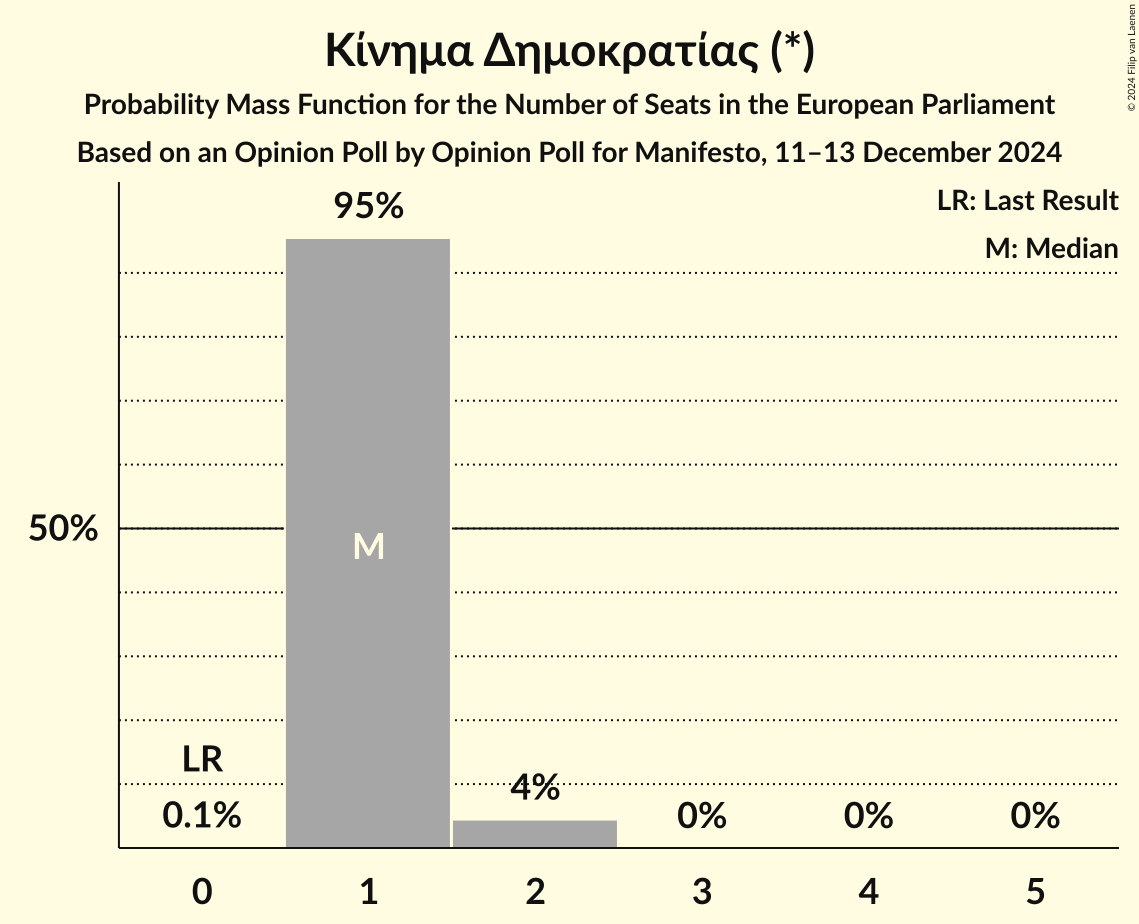 Κίνημα Δημοκρατίας (*)
Probability Mass Function for the Number of Seats in the European Parliament
Based on an Opinion Poll by Opinion Poll for Manifesto, 11–13 December 2024
© 2024 Filip van Laenen
LR: Last Result
M: Median
95%
50%
M
LR
0.1%
4%
0%
0%
0%
0
1
2
3
4
5